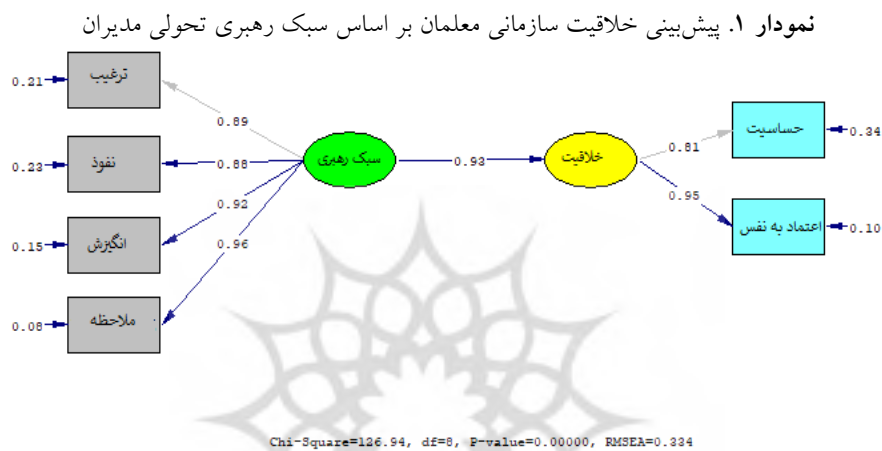 نمودار ۱. پیش‌بینی خلاقیت سازمانی معلمان بر اساس سبک رهبری تحولی مدیران
0.21
ترغیب
0.89
حساسیت
0.34
0.81
0.23
نفوذ
0.88
سبک رهبری
0.93
خلاقیت
0.92
0.95
0.15
انگیزش
0.96
اعتماد به نفس
0.10
0.08
ملاحظه
Chi-Square=126.94, df=8, P-value=0.00000, RMSEA=0.334